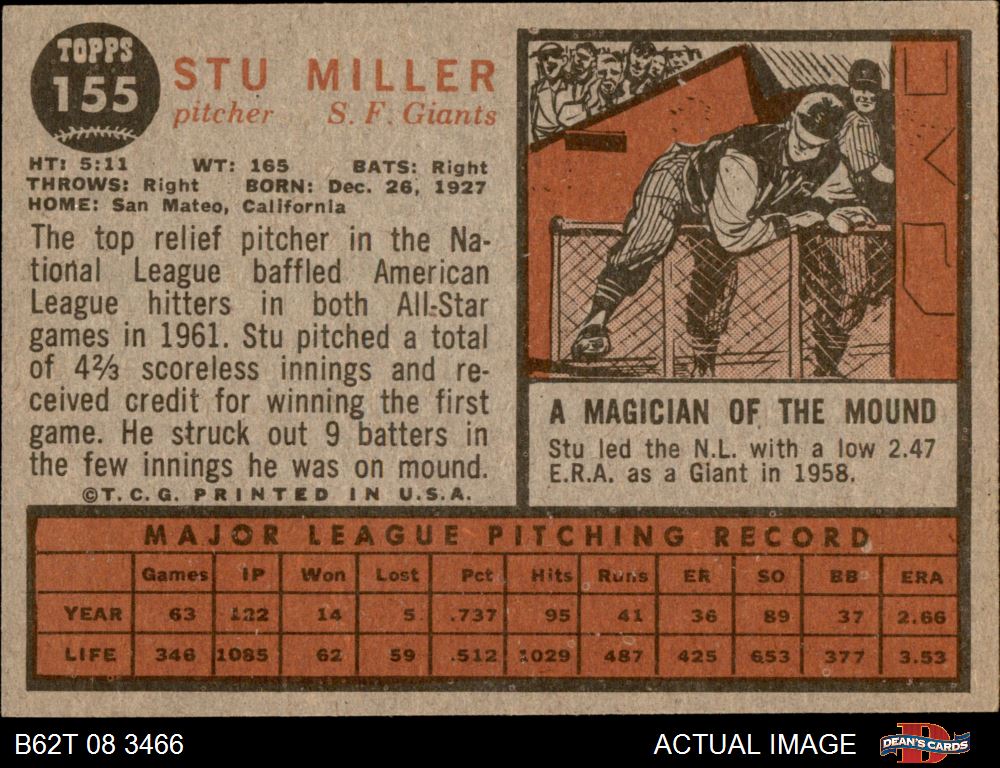 TOPPS
155
STU MILLER
pitcher S. F. Giants
HT: 5:11 WT: 165 BATS: Right
THROWS: Right BORN: Dec. 26, 1927
HOME: San Mateo, California
The top relief pitcher in the Na-
tional League baffled American
League hitters in both All-Star
games in 1961. Stu pitched a total
of 4⅔ scoreless innings and re-
ceived credit for winning the first
game. He struck out 9 batters in
the few innings he was on mound.
©T.C.G. PRINTED IN U.S.A.
A MAGICIAN OF THE MOUND
Stu led the N.L. with a low 2.47
E.R.A. as a Giant in 1958.
MAJOR LEAGUE PITCHING RECORD
Games IP Won Lost Pct Hits Runs ER SO BB ERA
YEAR 63 122 14 5 .737 95 41 36 89 37 2.66
LIFE 346 1085 62 59 .512 1029 487 425 653 377 3.53
B62T 08 3466 ACTUAL IMAGE DEAN'S CARDS